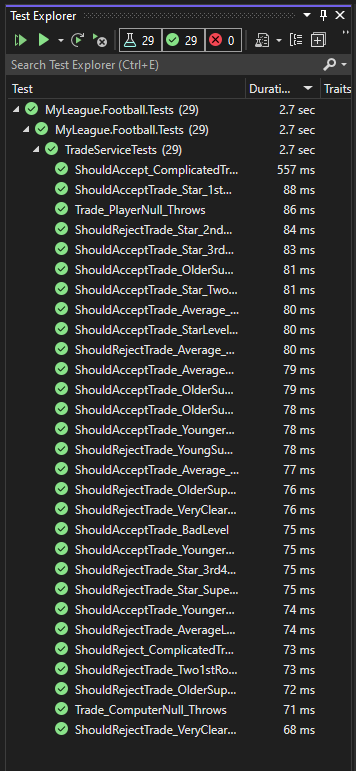 Test Explorer
29 29 0
Search Test Explorer (Ctrl+E)
Test Durati... Traits
MyLeague.Football.Tests (29) 2.7 sec
MyLeague.Football.Tests (29) 2.7 sec
TradeServiceTests (29) 2.7 sec
ShouldAccept_ComplicatedTr... 557 ms
ShouldAcceptTrade_Star_1st... 88 ms
Trade_PlayerNull_Throws 86 ms
ShouldRejectTrade_Star_2nd... 84 ms
ShouldAcceptTrade_Star_3rd... 83 ms
ShouldAcceptTrade_OlderSu... 81 ms
ShouldAcceptTrade_Star_Two... 81 ms
ShouldAcceptTrade_Average_... 80 ms
ShouldAcceptTrade_StarLevel... 80 ms
ShouldRejectTrade_Average_... 80 ms
ShouldAcceptTrade_Average... 79 ms
ShouldAcceptTrade_OlderSu... 79 ms
ShouldAcceptTrade_OlderSu... 78 ms
ShouldAcceptTrade_Younger... 78 ms
ShouldRejectTrade_YoungSu... 78 ms
ShouldAcceptTrade_Average_... 77 ms
ShouldRejectTrade_OlderSup... 76 ms
ShouldRejectTrade_VeryClear... 76 ms
ShouldAcceptTrade_BadLevel 75 ms
ShouldAcceptTrade_Younger... 75 ms
ShouldRejectTrade_Star_3rd4... 75 ms
ShouldRejectTrade_Star_Supe... 75 ms
ShouldAcceptTrade_Younger... 74 ms
ShouldRejectTrade_AverageL... 74 ms
ShouldReject_ComplicatedTr... 73 ms
ShouldRejectTrade_Two1stRo... 73 ms
ShouldRejectTrade_OlderSup... 72 ms
Trade_ComputerNull_Throws 71 ms
ShouldRejectTrade_VeryClear... 68 ms